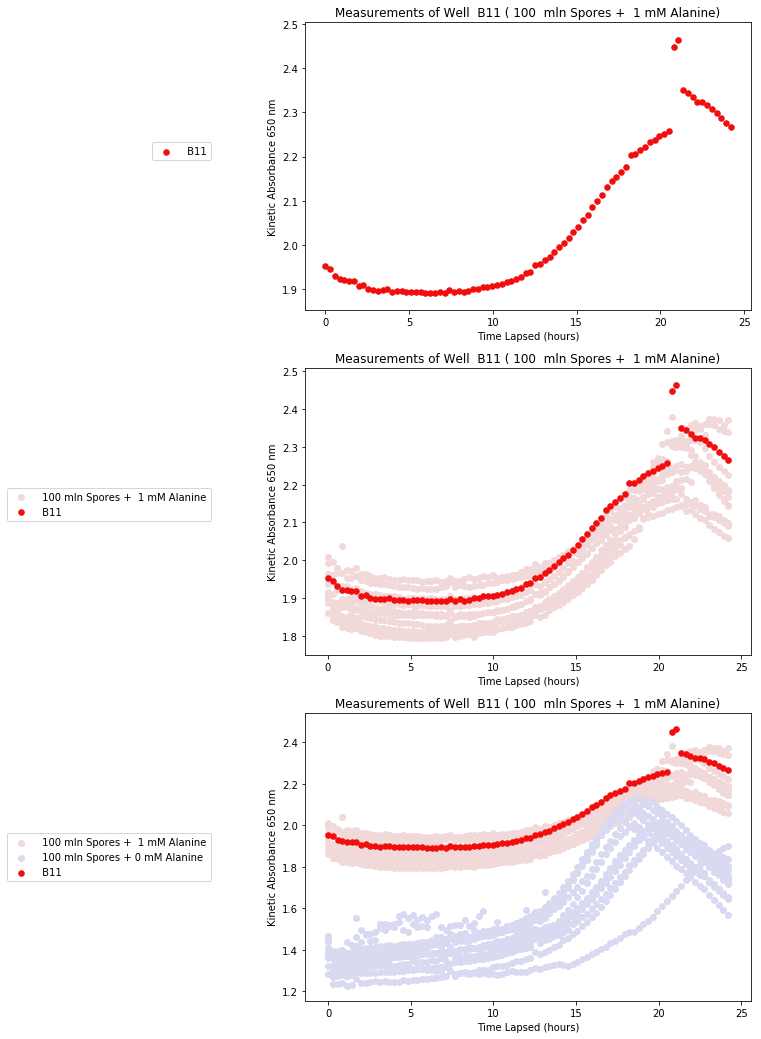 Measurements of Well  B11 ( 100  mln Spores +  1 mM Alanine)
2.5
2.4
2.3
2.2
2.1
2.0
1.9
Kinetic Absorbance 650 nm
B11
0 5 10 15 20 25
Time Lapsed (hours)
Measurements of Well  B11 ( 100  mln Spores +  1 mM Alanine)
2.5
2.4
2.3
2.2
2.1
2.0
1.9
1.8
Kinetic Absorbance 650 nm
100 mln Spores +  1 mM Alanine
B11
0 5 10 15 20 25
Time Lapsed (hours)
Measurements of Well  B11 ( 100  mln Spores +  1 mM Alanine)
2.4
2.2
2.0
1.8
1.6
1.4
1.2
Kinetic Absorbance 650 nm
100 mln Spores +  1 mM Alanine
100 mln Spores + 0 mM Alanine
B11
0 5 10 15 20 25
Time Lapsed (hours)